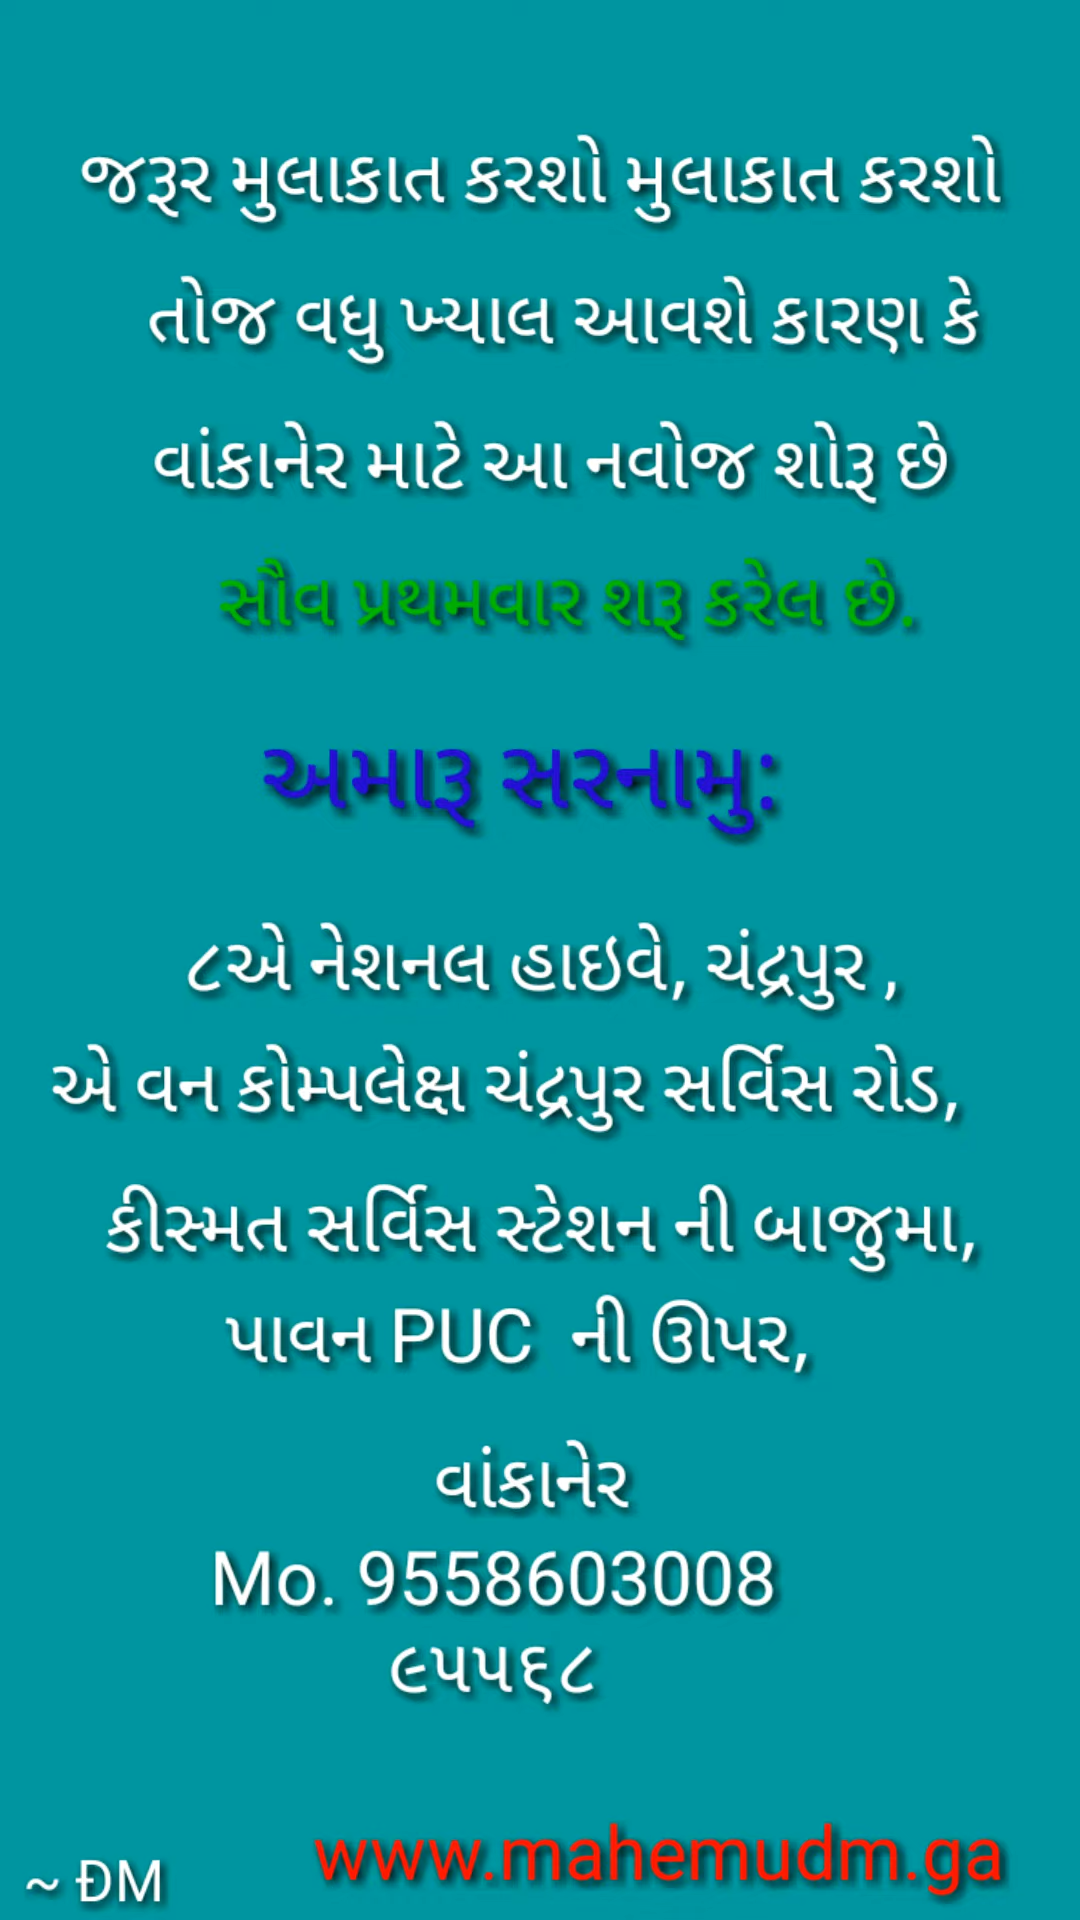 જરૂર મુલાકાત કરશો મુલાકાત કરશો
તોજ વધુ ખ્યાલ આવશે કારણ કે
વાંકાનેર માટે આ નવોજ શોરૂ છે
સૌવ પ્રથમવાર શરૂ કરેલ છે.
અમારૂ સરનામુ:
૮એ નેશનલ હાઇવે, ચંદ્રપુર ,
એ વન કોમ્પલેક્ષ ચંદ્રપુર સર્વિસ રોડ,
કીસ્મત સર્વિસ સ્ટેશન ની બાજુમા,
પાવન PUC  ની ઊપર,
વાંકાનેર
Mo. 9558603008
૯૫૫૬૮
www.mahemudm.ga
~ ĐM